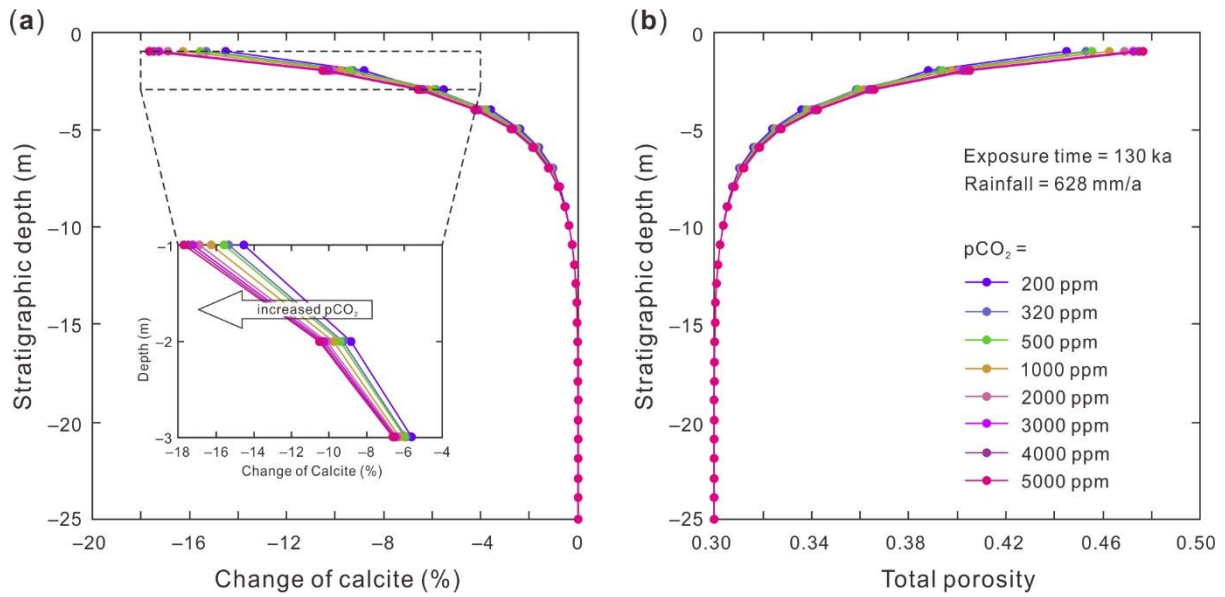 (a)
0
−5
−10
−15
−20
−25
Stratigraphic depth (m)
−20
−16
−12
−8
−4
0
Change of calcite (%)
−1
−2
−3
Depth (m)
increased pCO₂
−18
−16
−14
−12
−10
−8
−6
−4
Change of Calcite (%)
(b)
0
−5
−10
−15
−20
−25
Stratigraphic depth (m)
0.30
0.34
0.38
0.42
0.46
0.50
Total porosity
Exposure time = 130 ka
Rainfall = 628 mm/a
pCO₂ =
200 ppm
320 ppm
500 ppm
1000 ppm
2000 ppm
3000 ppm
4000 ppm
5000 ppm